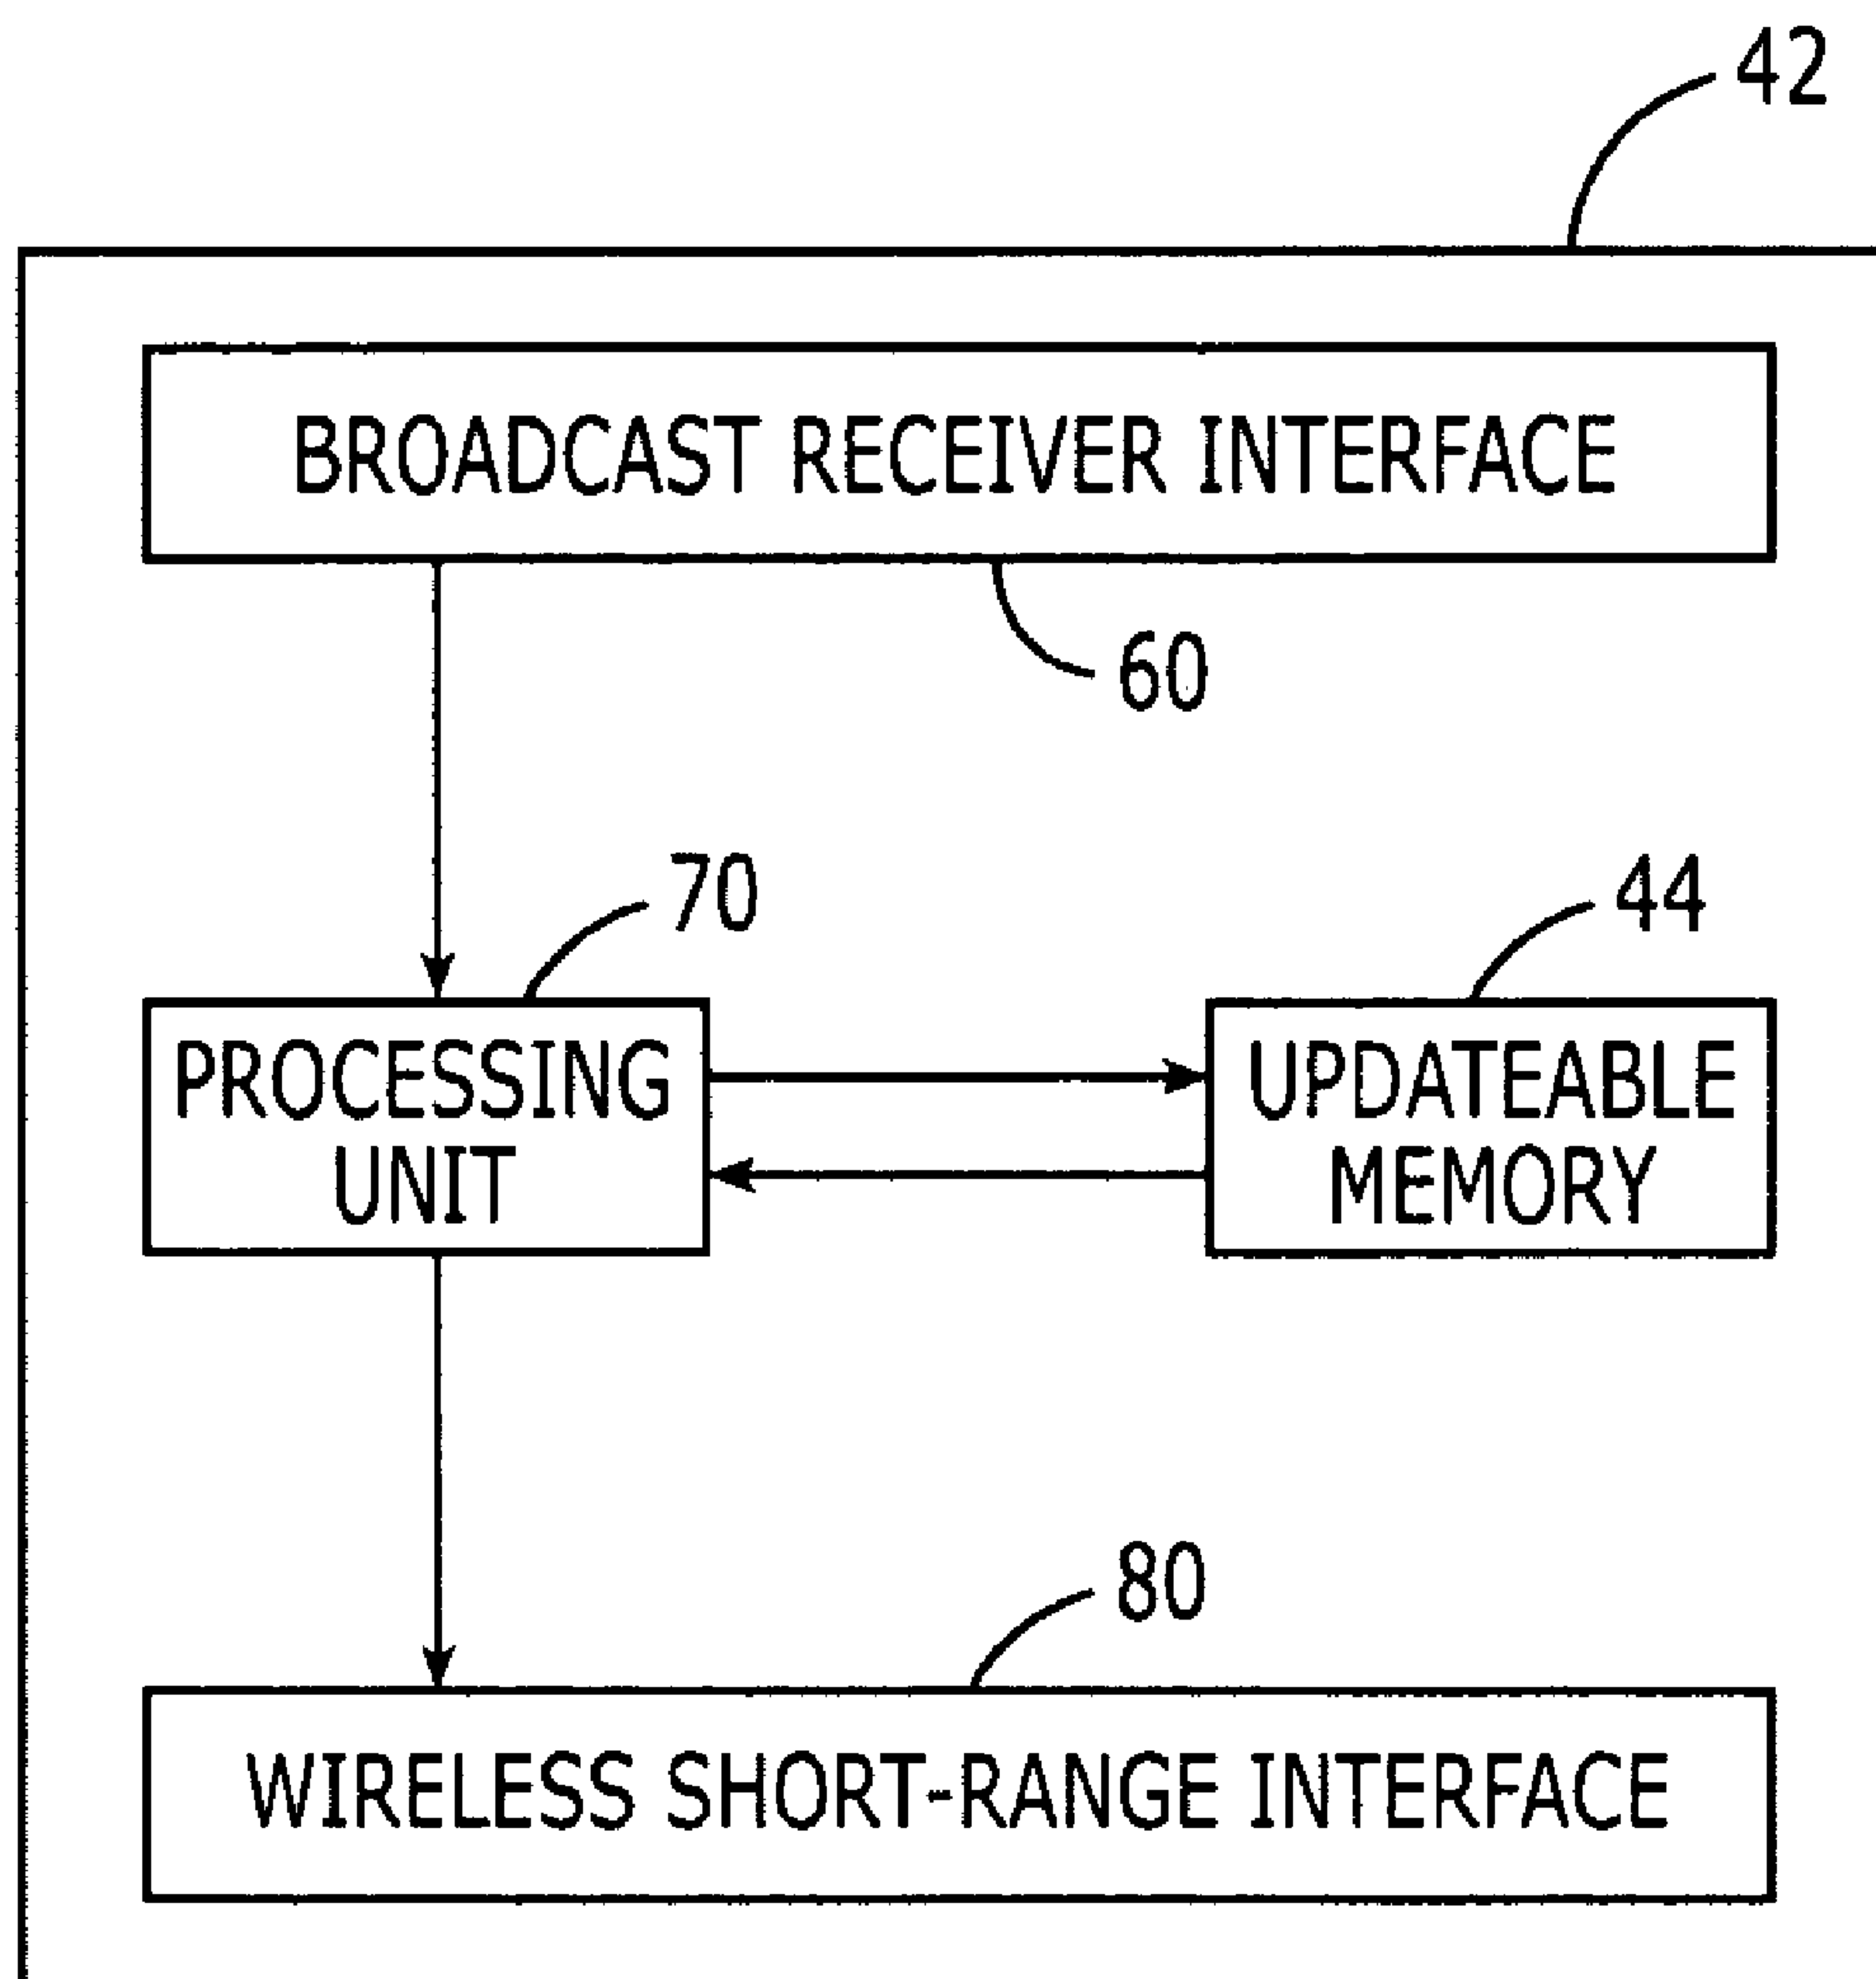 42
BROADCAST RECEIVER INTERFACE
60
70
44
PROCESSING
UNIT
UPDATEABLE
MEMORY
80
WIRELESS SHORT-RANGE INTERFACE